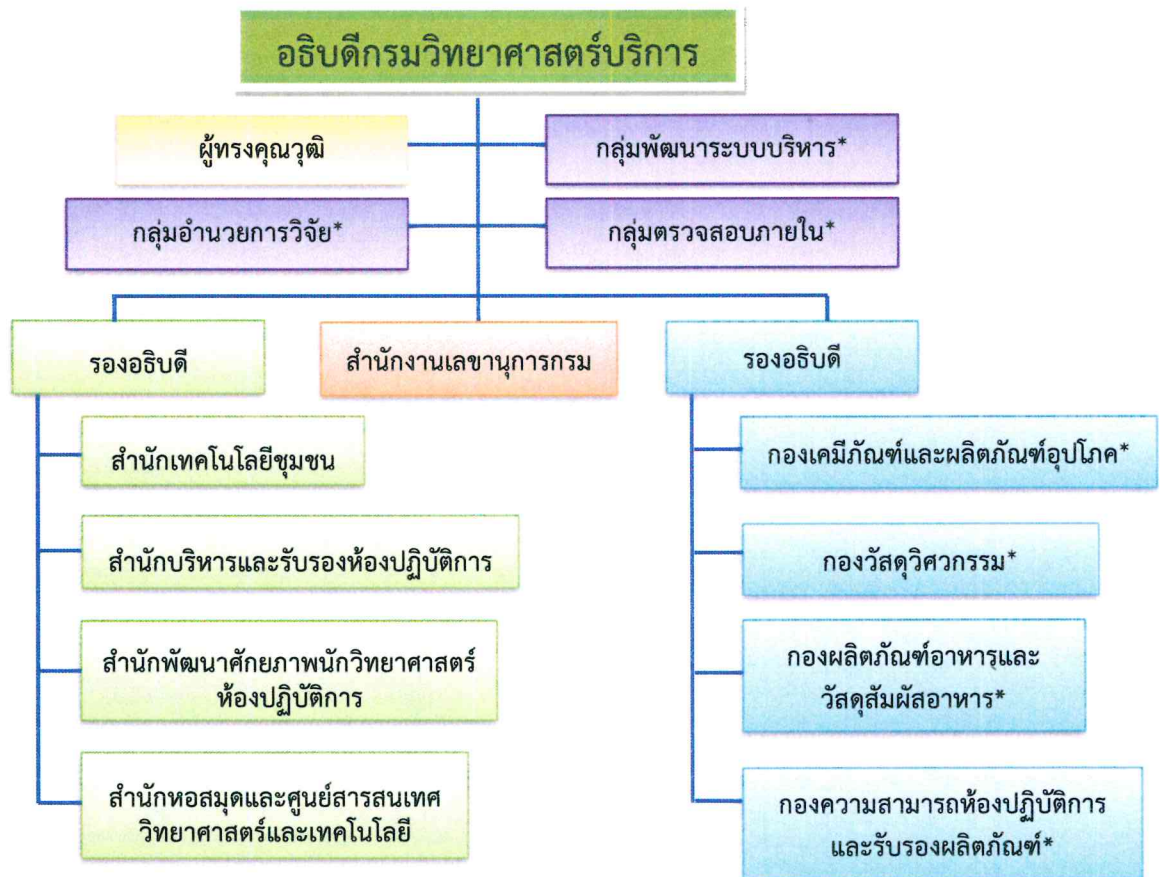 อธิบดีกรมวิทยาศาสตร์บริการ
ผู้ทรงคุณวุฒิ
กลุ่มพัฒนาระบบบริหาร*
กลุ่มอำนวยการวิจัย*
กลุ่มตรวจสอบภายใน*
รองอธิบดี
สำนักงานเลขานุการกรม
รองอธิบดี
สำนักเทคโนโลยีชุมชน
สำนักบริหารและรับรองห้องปฏิบัติการ
สำนักพัฒนาศักยภาพนักวิทยาศาสตร์
ห้องปฏิบัติการ
สำนักหอสมุดและศูนย์สารสนเทศ
วิทยาศาสตร์และเทคโนโลยี
กองเคมีภัณฑ์และผลิตภัณฑ์อุปโภค*
กองวัสดุวิศวกรรม*
กองผลิตภัณฑ์อาหารและ
วัสดุสัมผัสอาหาร*
กองความสามารถห้องปฏิบัติการ
และรับรองผลิตภัณฑ์*